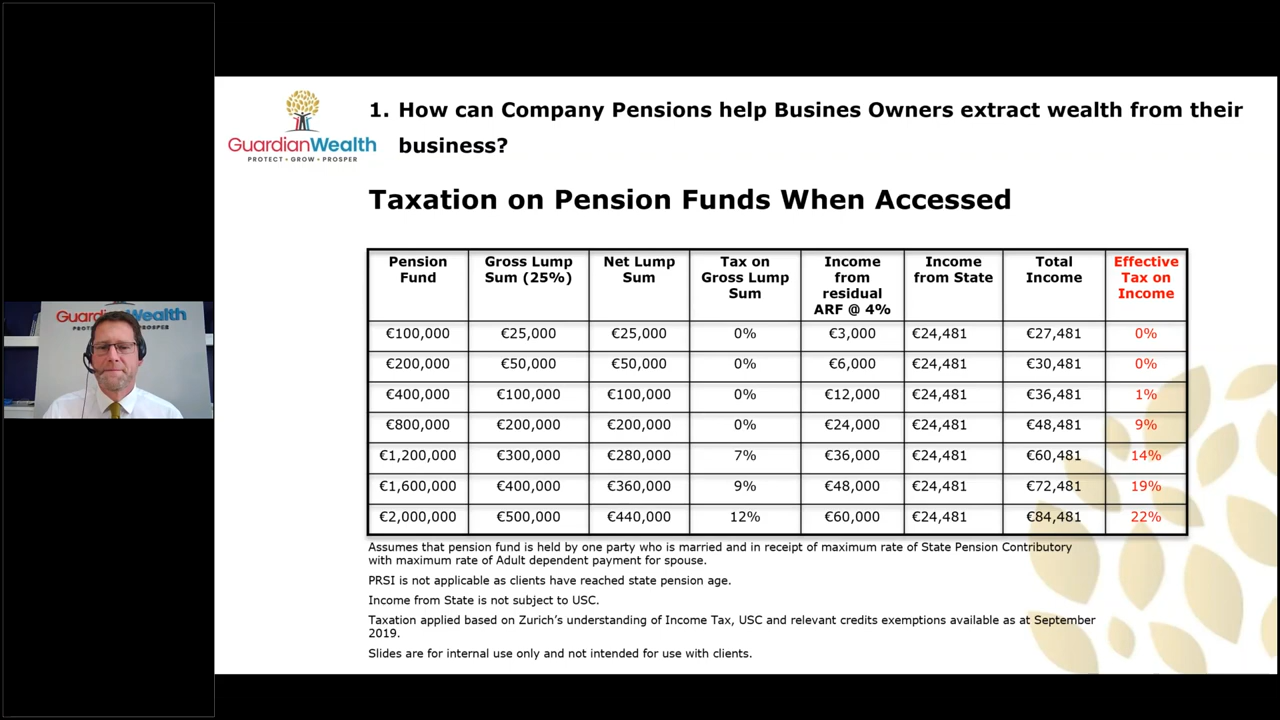 GuardianWealth
PROTECT • GROW • PROSPER
1. How can Company Pensions help Busines Owners extract wealth from their
business?
Taxation on Pension Funds When Accessed
Pension Fund | Gross Lump Sum (25%) | Net Lump Sum | Tax on Gross Lump Sum | Income from residual ARF @ 4% | Income from State | Total Income | Effective Tax on Income
€100,000 | €25,000 | €25,000 | 0% | €3,000 | €24,481 | €27,481 | 0%
€200,000 | €50,000 | €50,000 | 0% | €6,000 | €24,481 | €30,481 | 0%
€400,000 | €100,000 | €100,000 | 0% | €12,000 | €24,481 | €36,481 | 1%
€800,000 | €200,000 | €200,000 | 0% | €24,000 | €24,481 | €48,481 | 9%
€1,200,000 | €300,000 | €280,000 | 7% | €36,000 | €24,481 | €60,481 | 14%
€1,600,000 | €400,000 | €360,000 | 9% | €48,000 | €24,481 | €72,481 | 19%
€2,000,000 | €500,000 | €440,000 | 12% | €60,000 | €24,481 | €84,481 | 22%
Assumes that pension fund is held by one party who is married and in receipt of maximum rate of State Pension Contributory
with maximum rate of Adult dependent payment for spouse.
PRSI is not applicable as clients have reached state pension age.
Income from State is not subject to USC.
Taxation applied based on Zurich's understanding of Income Tax, USC and relevant credits exemptions available as at September
2019.
Slides are for internal use only and not intended for use with clients.